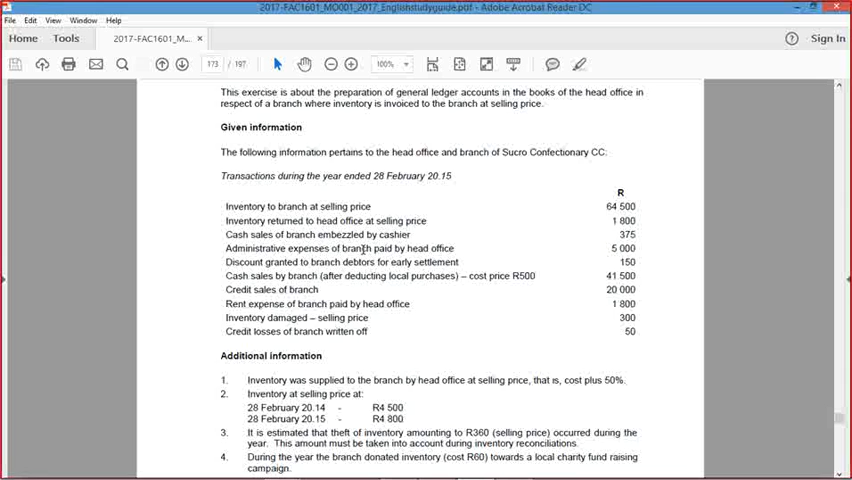 2017-FAC1601_MO001_2017_Englishstudyguide.pdf - Adobe Acrobat Reader DC
File Edit View Window Help
Home Tools 2017-FAC1601_M... × ? Sign In
173 / 197 100%
This exercise is about the preparation of general ledger accounts in the books of the head office in
respect of a branch where inventory is invoiced to the branch at selling price.
Given information
The following information pertains to the head office and branch of Sucro Confectionary CC:
Transactions during the year ended 28 February 20.15
R
Inventory to branch at selling price 64 500
Inventory returned to head office at selling price 1 800
Cash sales of branch embezzled by cashier 375
Administrative expenses of branch paid by head office 5 000
Discount granted to branch debtors for early settlement 150
Cash sales by branch (after deducting local purchases) – cost price R500 41 500
Credit sales of branch 20 000
Rent expense of branch paid by head office 1 800
Inventory damaged – selling price 300
Credit losses of branch written off 50
Additional information
1. Inventory was supplied to the branch by head office at selling price, that is, cost plus 50%.
2. Inventory at selling price at:
28 February 20.14 - R4 500
28 February 20.15 - R4 800
3. It is estimated that theft of inventory amounting to R360 (selling price) occurred during the
year. This amount must be taken into account during inventory reconciliations.
4. During the year the branch donated inventory (cost R60) towards a local charity fund raising
campaign.